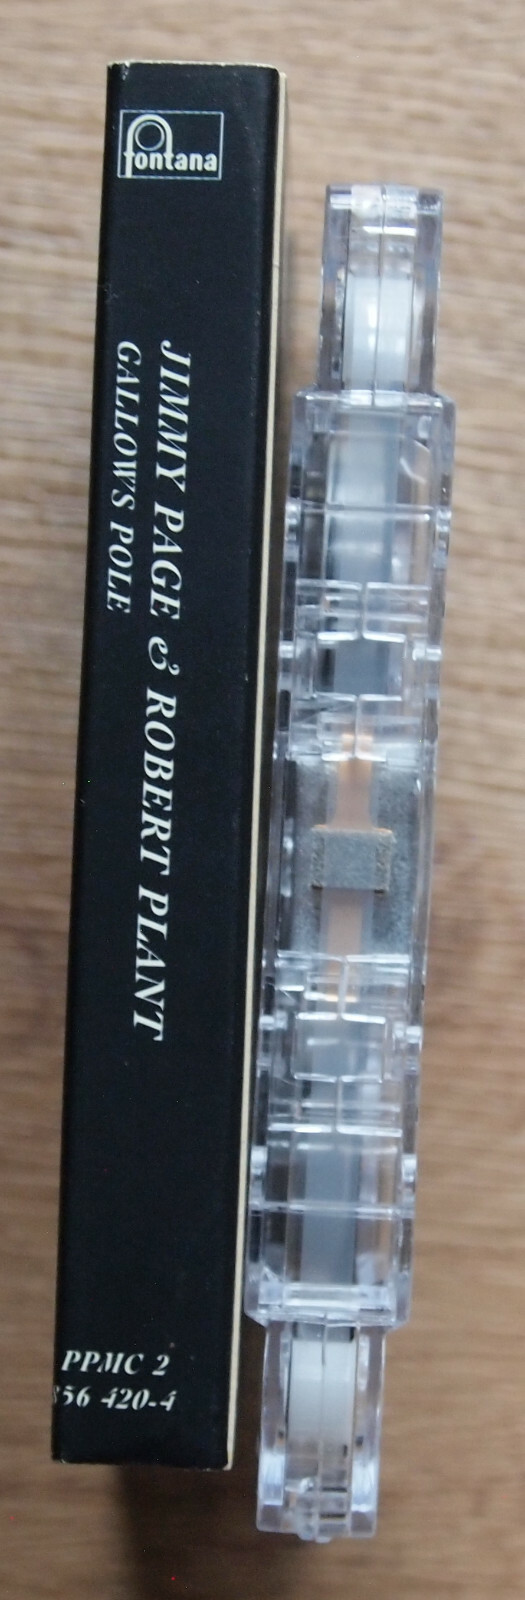 fontana
JIMMY PAGE & ROBERT PLANT
GALLOWS POLE
PPMC 2
856 420-4